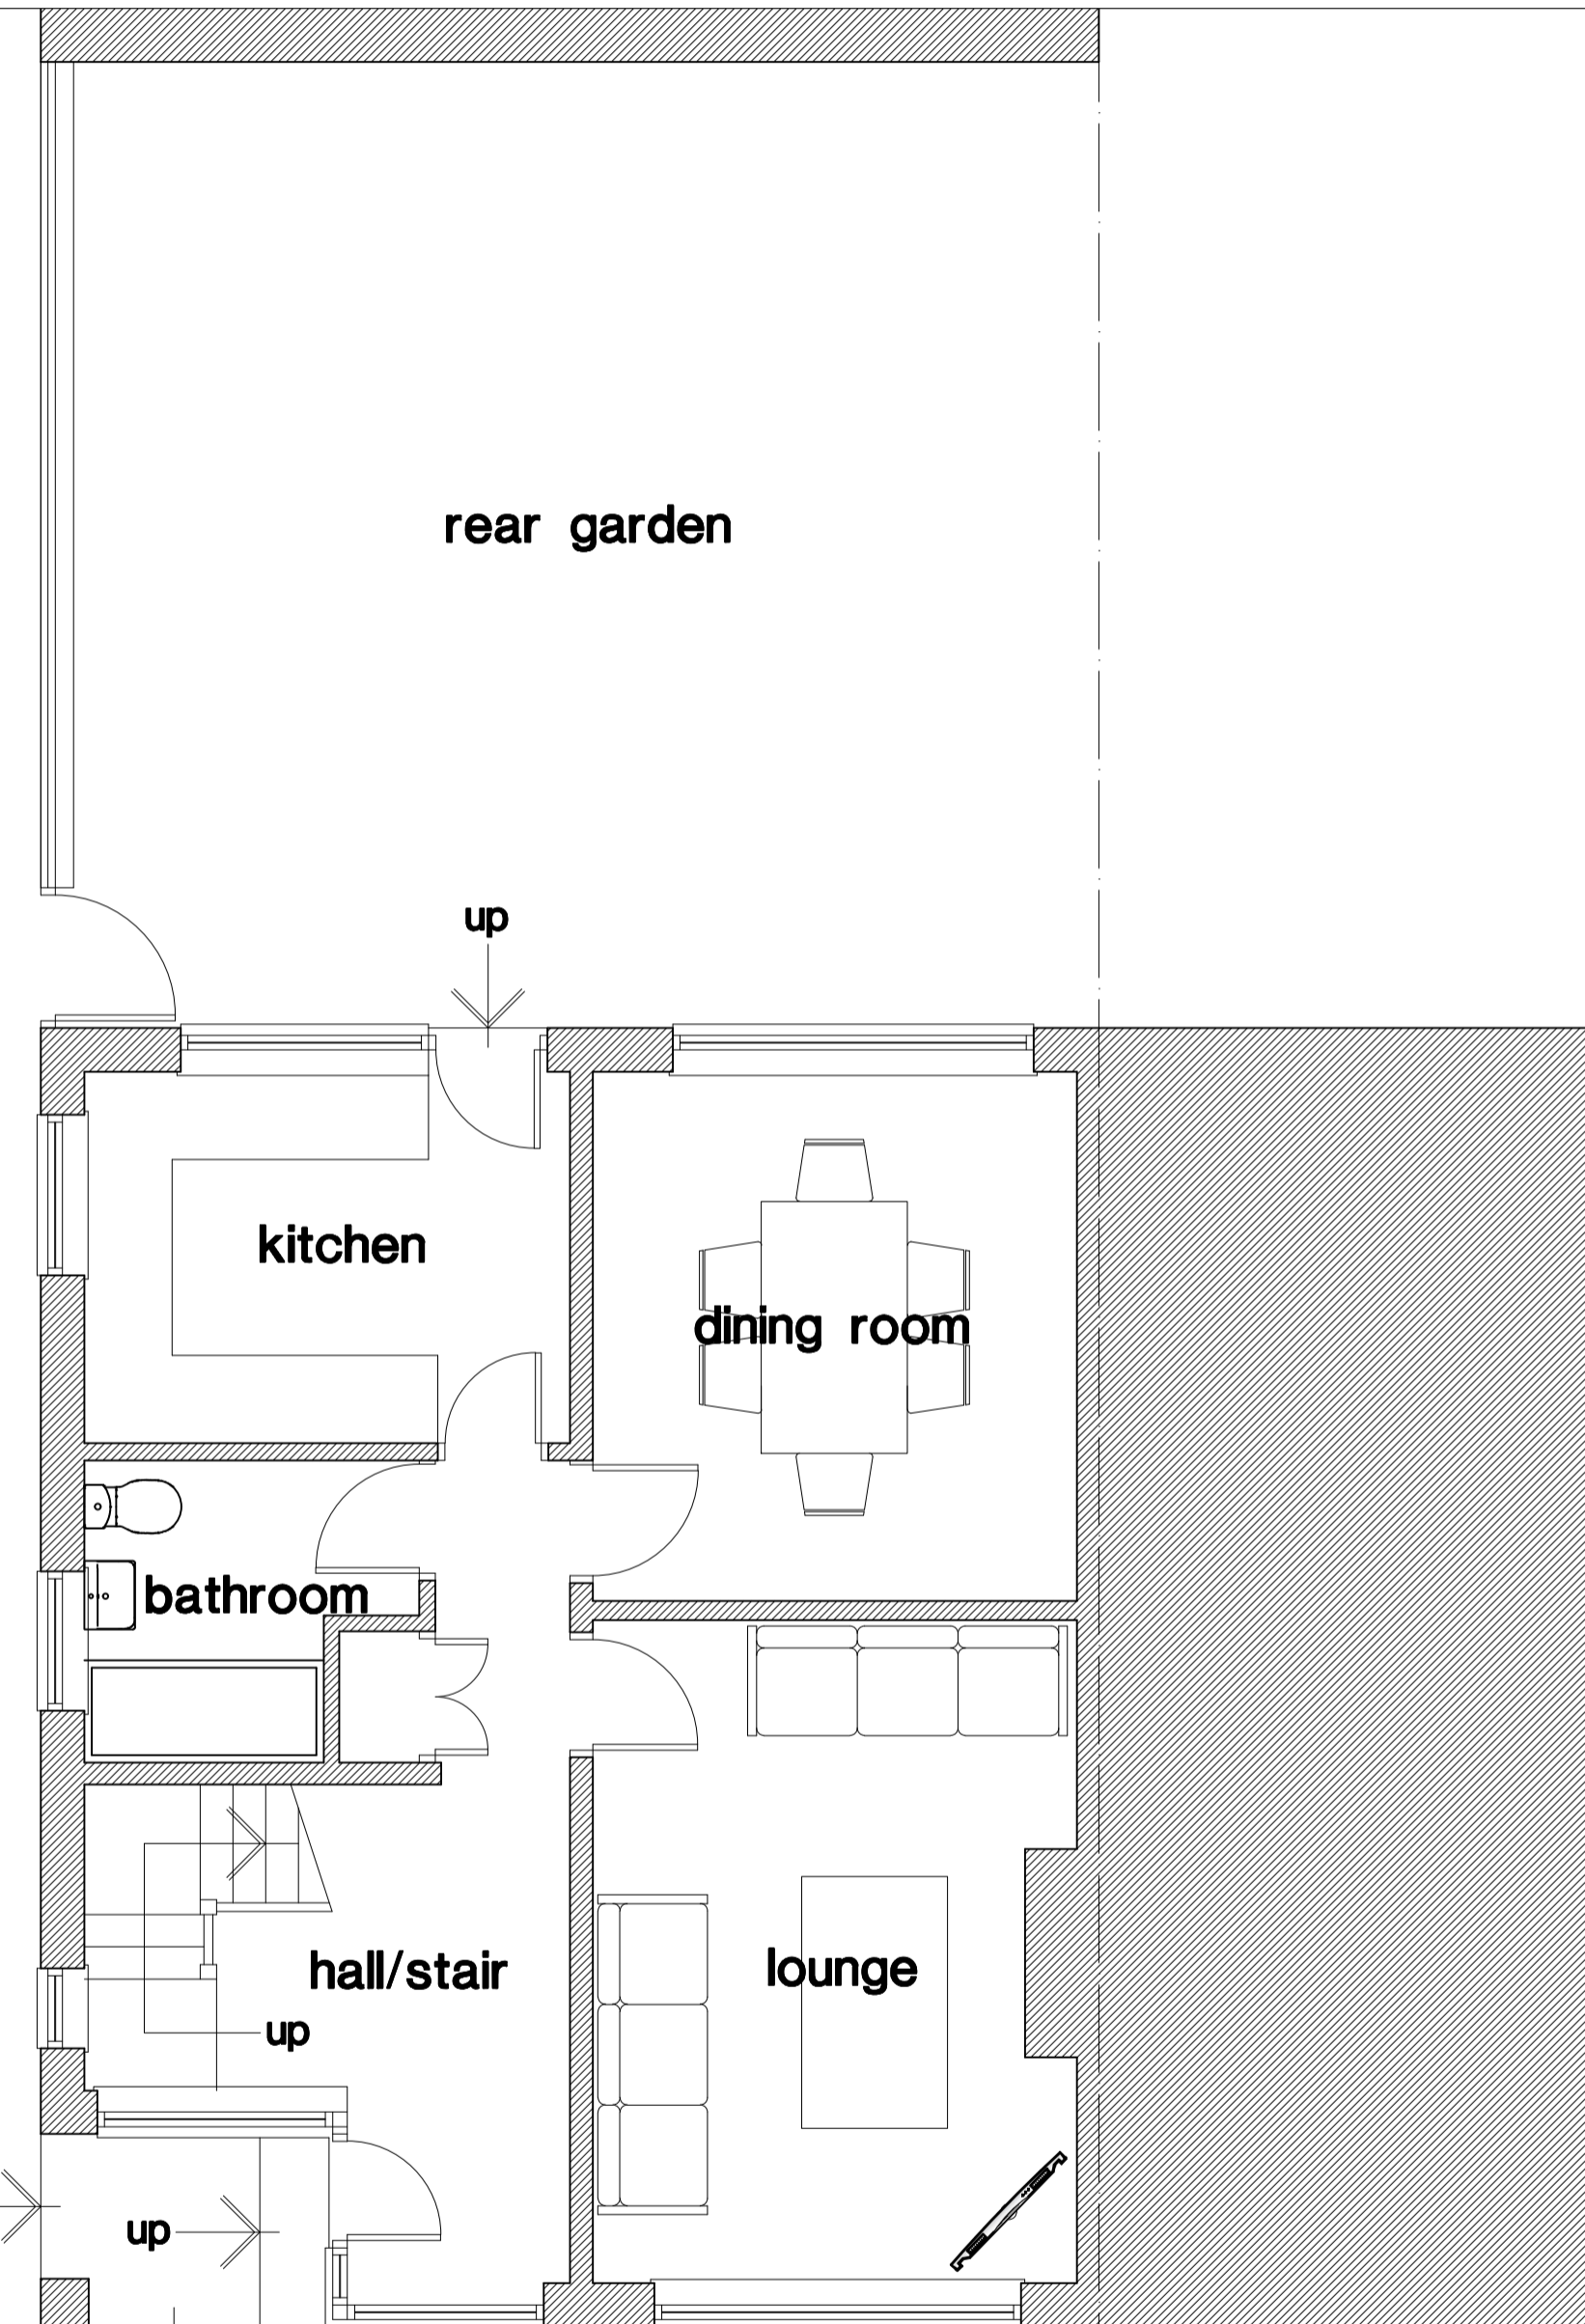 rear garden
up
kitchen
dining room
bathroom
hall/stair
lounge
up
up